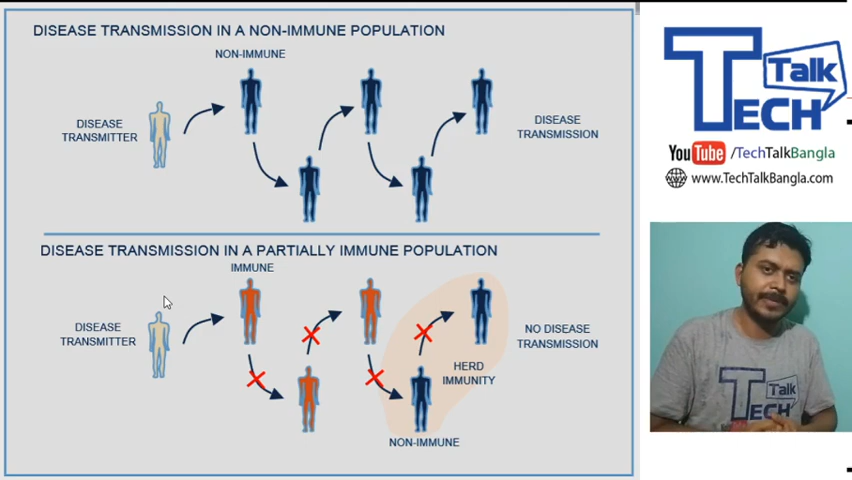 DISEASE TRANSMISSION IN A NON-IMMUNE POPULATION
NON-IMMUNE
DISEASE
TRANSMITTER
DISEASE
TRANSMISSION
DISEASE TRANSMISSION IN A PARTIALLY IMMUNE POPULATION
IMMUNE
DISEASE
TRANSMITTER
NO DISEASE
TRANSMISSION
HERD
IMMUNITY
NON-IMMUNE
Talk
TECH
YouTube /TechTalkBangla
www.TechTalkBangla.com
Talk
TECH